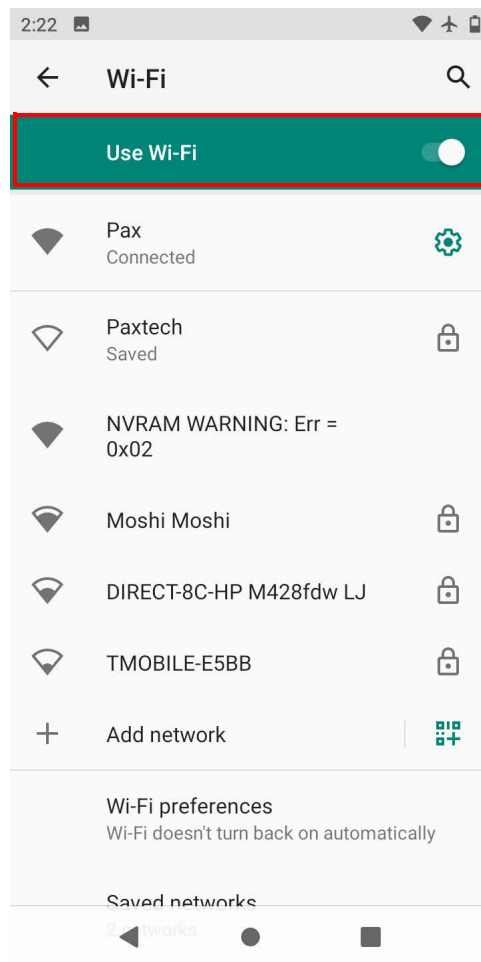 2:22
Wi-Fi
Use Wi-Fi
Pax
Connected
Paxtech
Saved
NVRAM WARNING: Err =
0x02
Moshi Moshi
DIRECT-8C-HP M428fdw LJ
TMOBILE-E5BB
Add network
Wi-Fi preferences
Wi-Fi doesn't turn back on automatically
Saved networks
2 networks